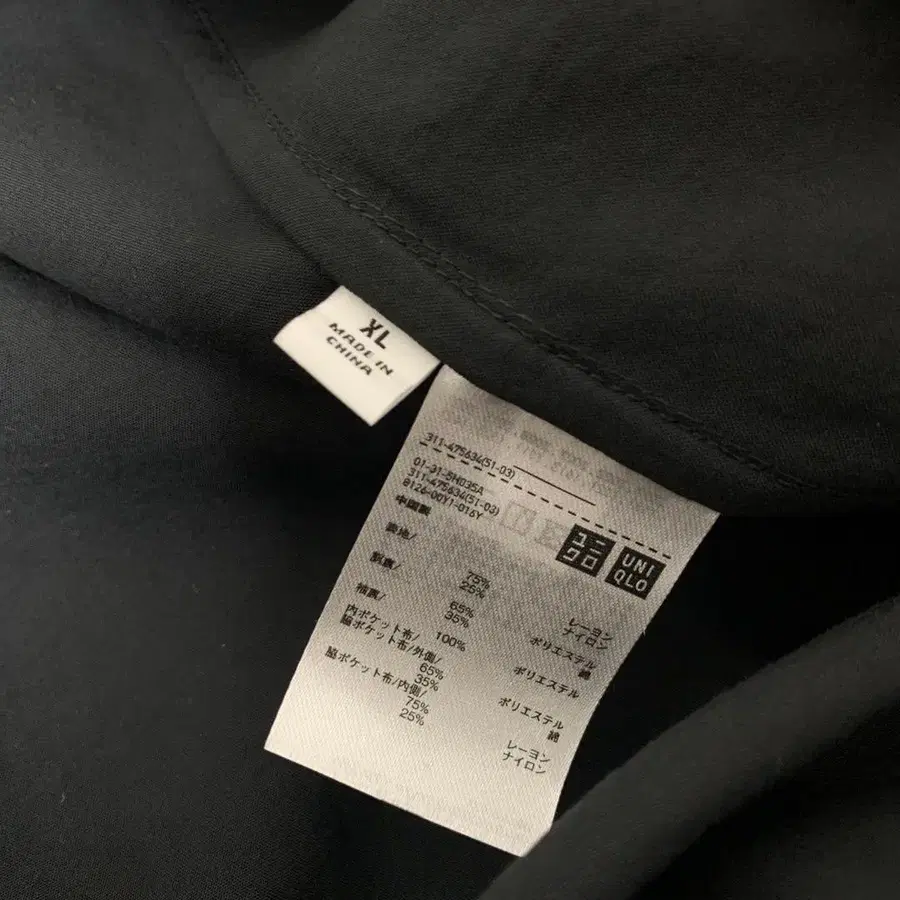 XL
MADE IN
CHINA
311-475634(51-03)
01-31-5H035A
311-475634(51-03)
8126-00Y1-016Y
中国製
ユニ
クロ
UNI
QLO
表地/
75% レーヨン
25% ナイロン
胴裏/
65% ポリエステル
35% 綿
袖裏/
100% ポリエステル
内ポケット布/
脇ポケット布/外側/
65% ポリエステル
35% 綿
脇ポケット布/内側/
75% レーヨン
25% ナイロン